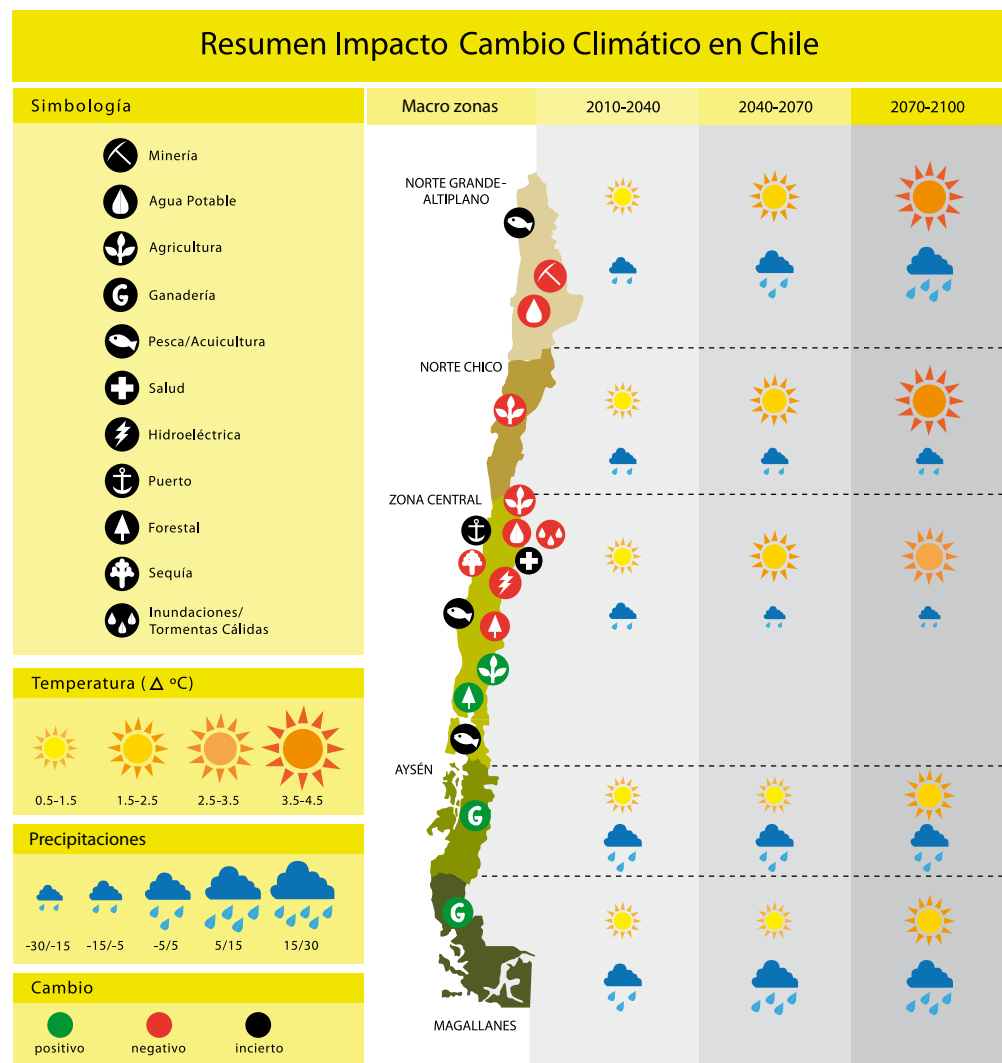 Resumen Impacto Cambio Climático en Chile
Simbología
Minería
Agua Potable
Agricultura
G
Ganadería
Pesca/Acuicultura
Salud
Hidroeléctrica
Puerto
Forestal
Sequía
Inundaciones/
Tormentas Cálidas
Temperatura ( Δ ºC)
0.5-1.5 1.5-2.5 2.5-3.5 3.5-4.5
Precipitaciones
-30/-15 -15/-5 -5/5 5/15 15/30
Cambio
positivo negativo incierto
Macro zonas 2010-2040 2040-2070 2070-2100
NORTE GRANDE-
ALTIPLANO
NORTE CHICO
ZONA CENTRAL
AYSÉN
G
G
MAGALLANES